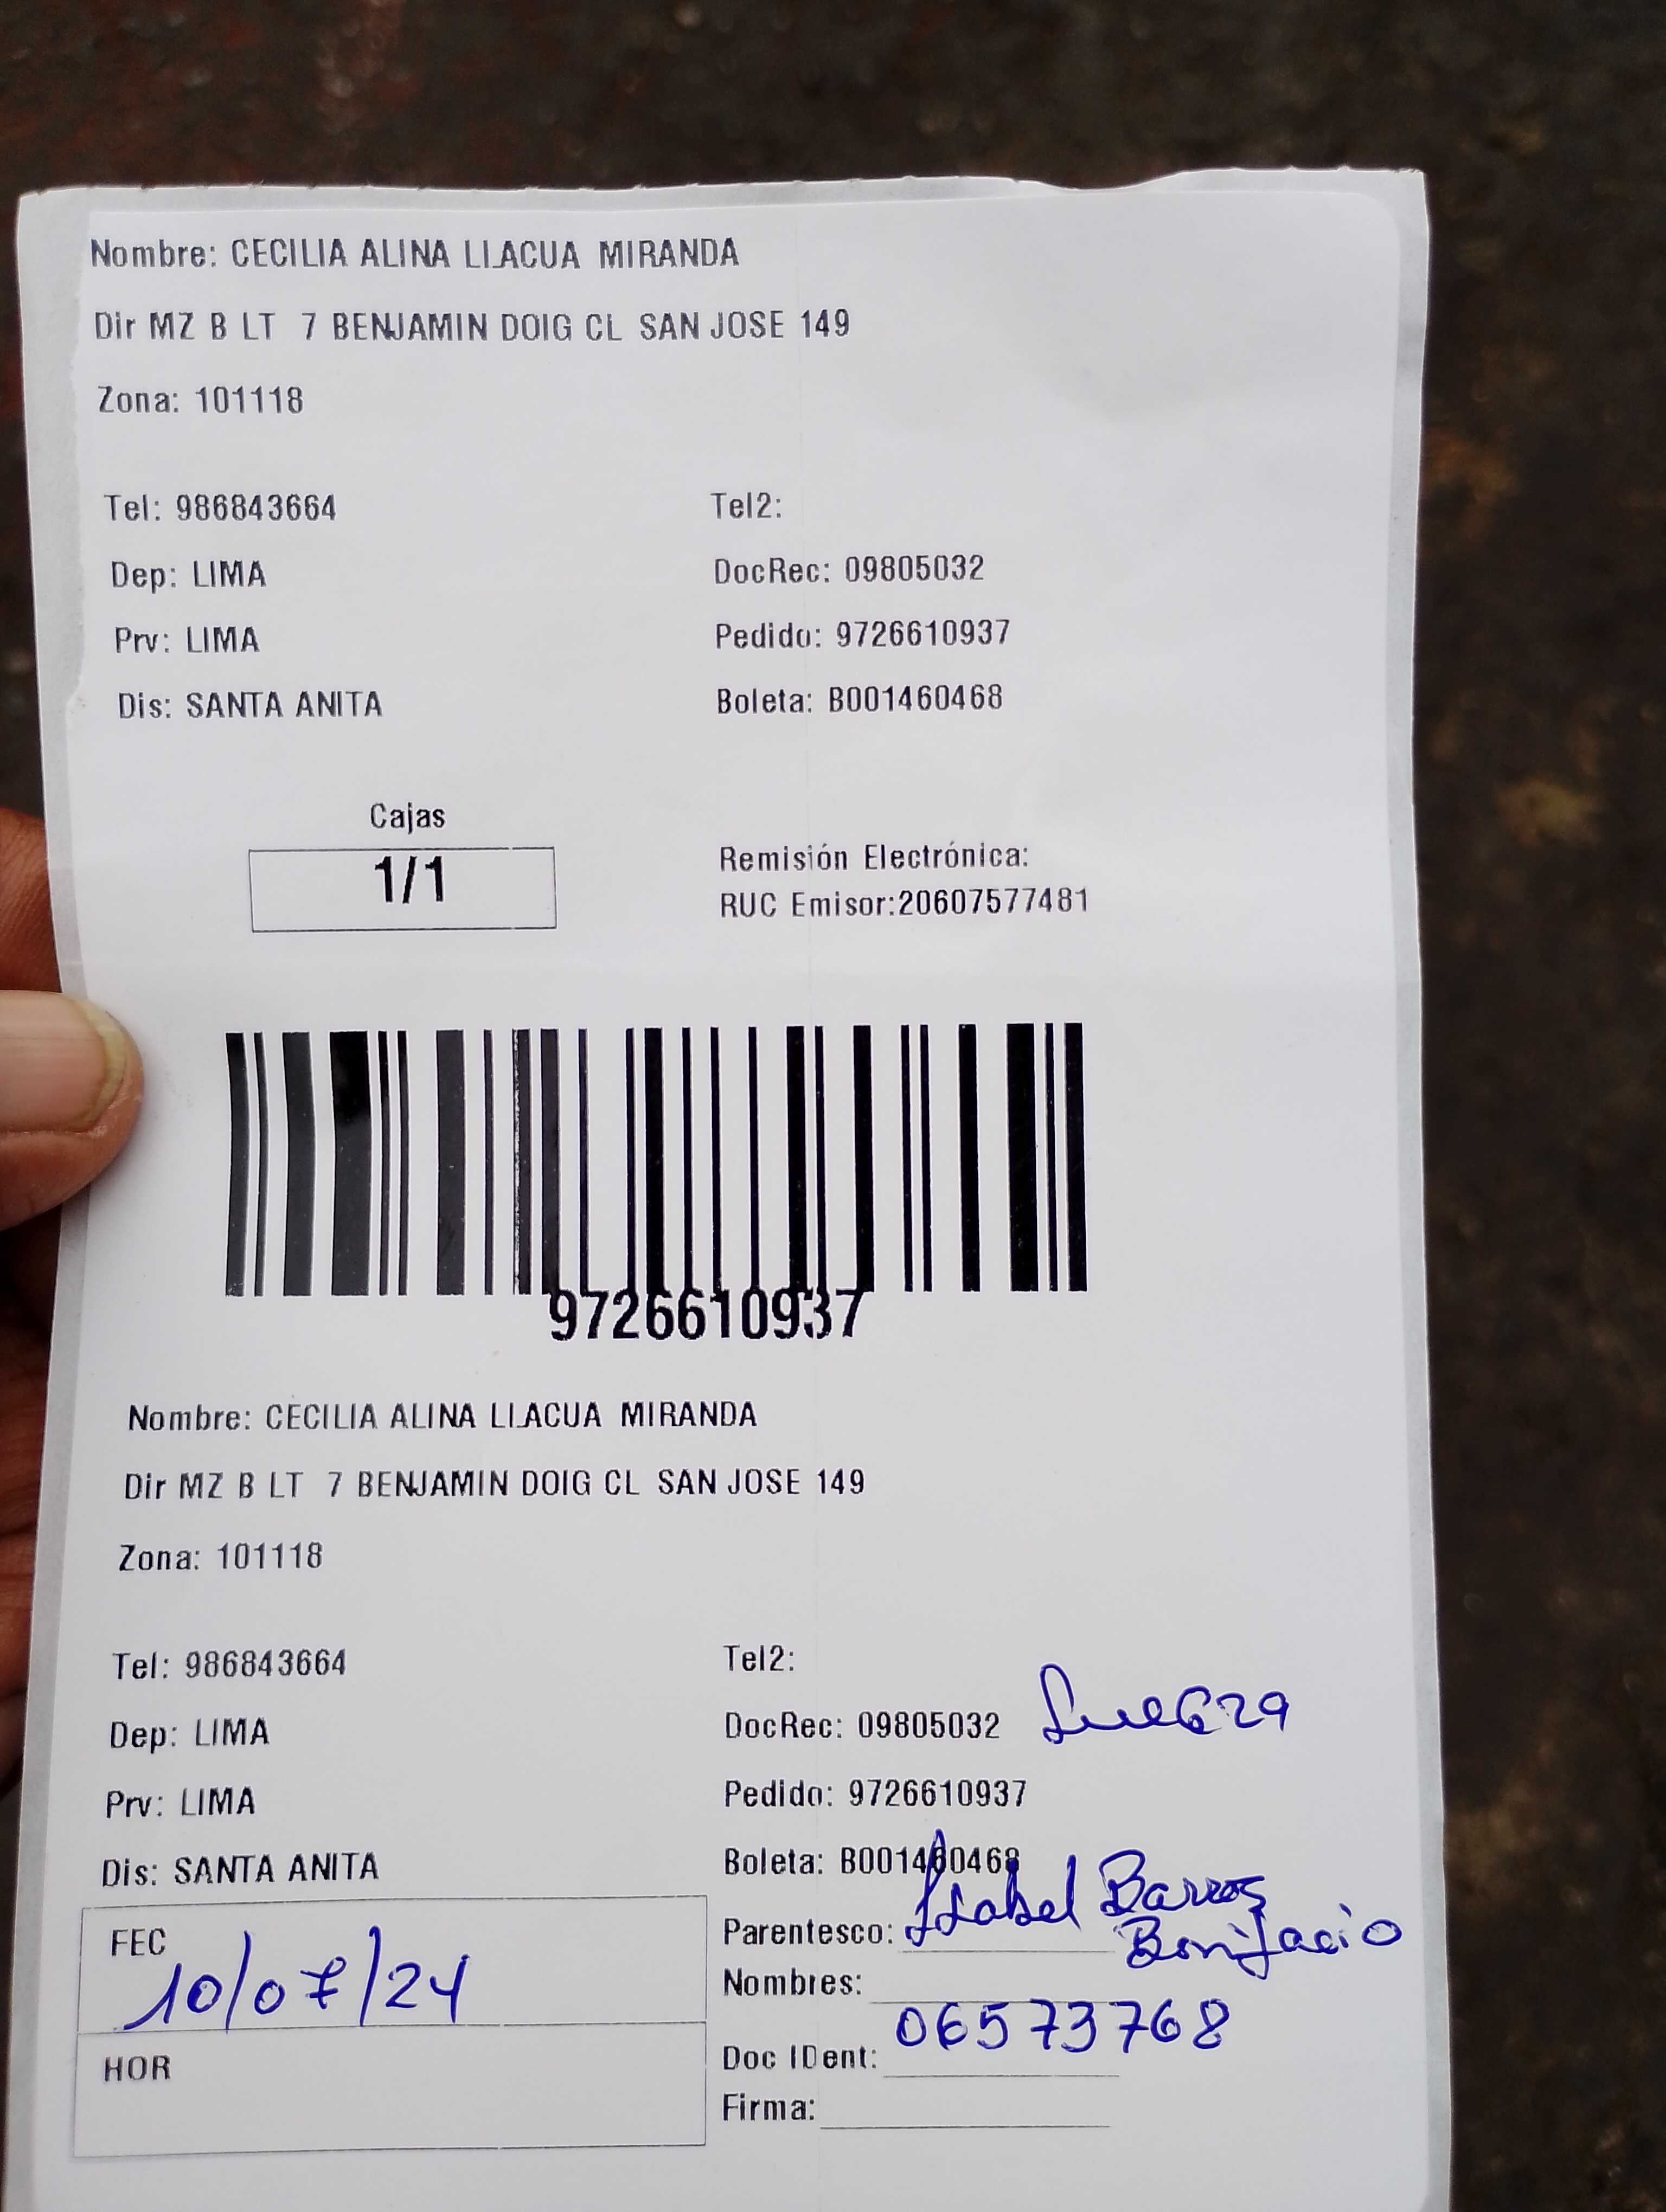 Nombre: CECILIA ALINA LLACUA MIRANDA
Dir MZ B LT 7 BENJAMIN DOIG CL SAN JOSE 149
Zona: 101118
Tel: 986843664 Tel2:
Dep: LIMA DocRec: 09805032
Prv: LIMA Pedido: 9726610937
Dis: SANTA ANITA Boleta: B001460468
Cajas
1/1
Remisión Electrónica:
RUC Emisor:20607577481
9726610937
Nombre: CECILIA ALINA LLACUA MIRANDA
Dir MZ B LT 7 BENJAMIN DOIG CL SAN JOSE 149
Zona: 101118
Tel: 986843664 Tel2:
Dep: LIMA DocRec: 09805032
Prv: LIMA Pedido: 9726610937
Dis: SANTA ANITA Boleta: B001460468
FEC 10/07/24
HOR
Parentesco: Isabel Barros
Bonifacio
Nombres:
Doc IDent: 06573768
Firma: